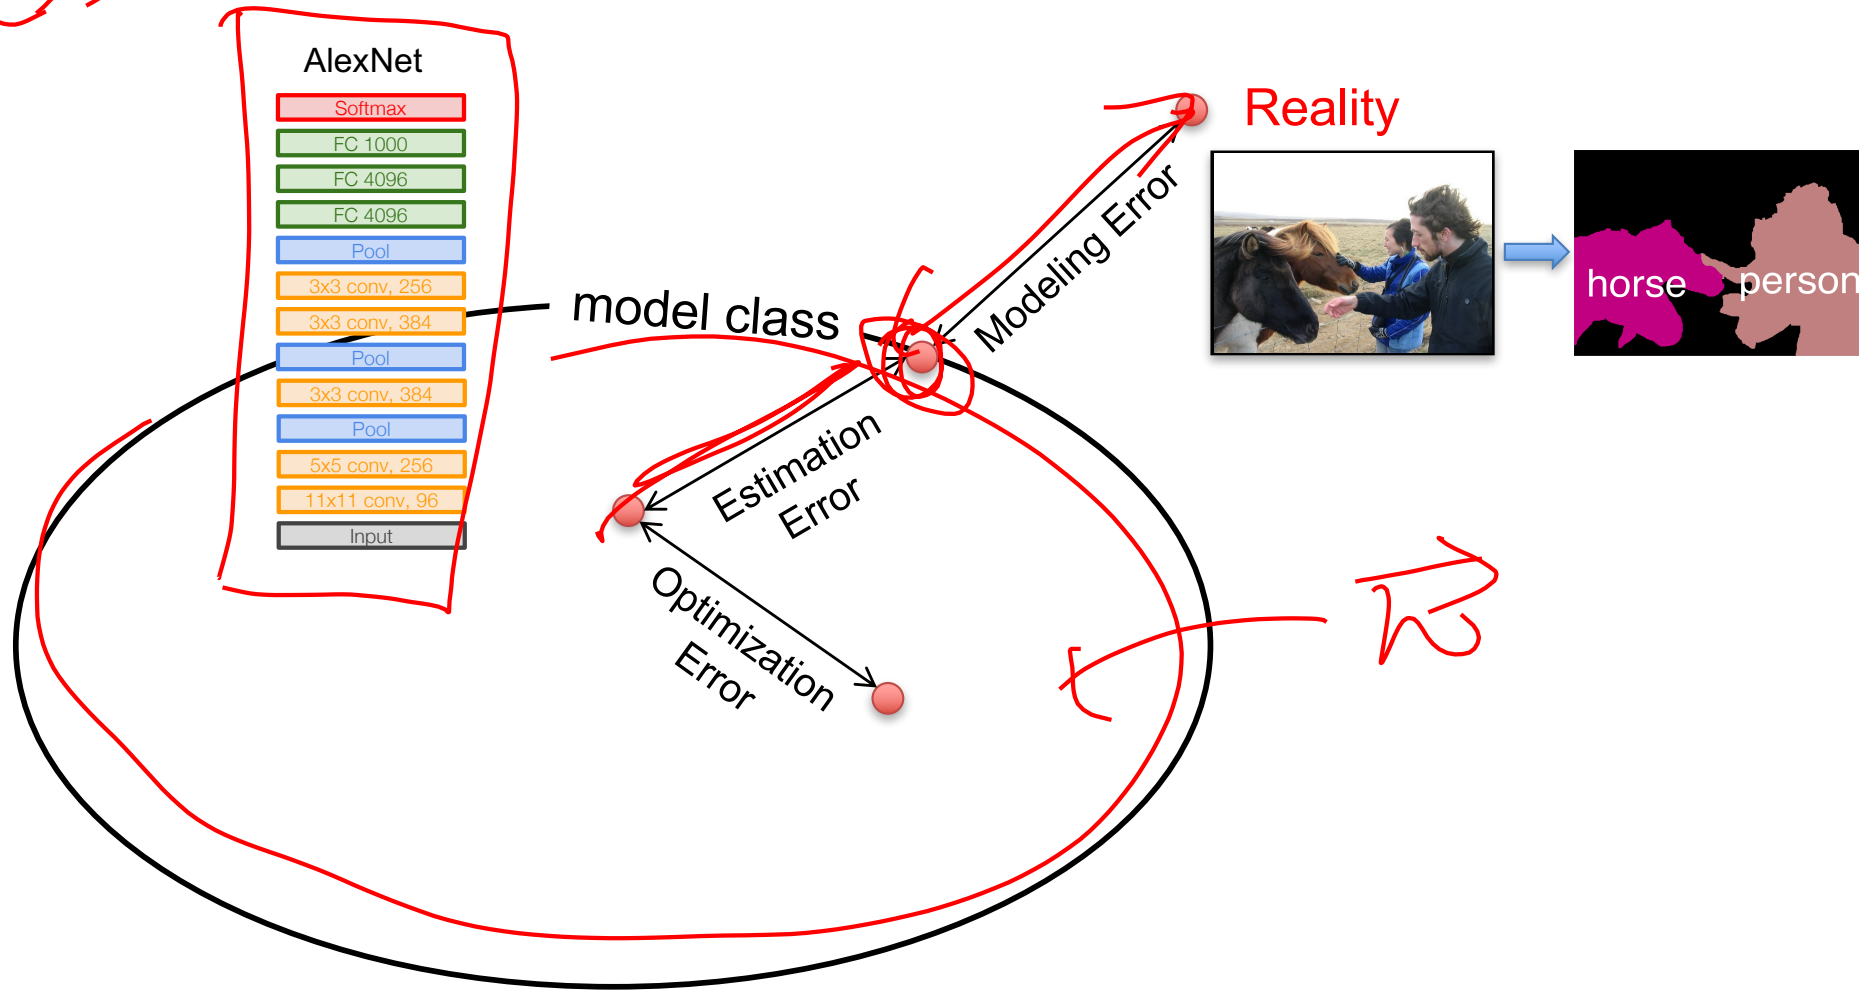 AlexNet
Softmax
FC 1000
FC 4096
FC 4096
Pool
3x3 conv, 256
3x3 conv, 384
Pool
3x3 conv, 384
Pool
5x5 conv, 256
11x11 conv, 96
Input
model class
Reality
Modeling Error
horse
person
Estimation
Error
Optimization
Error